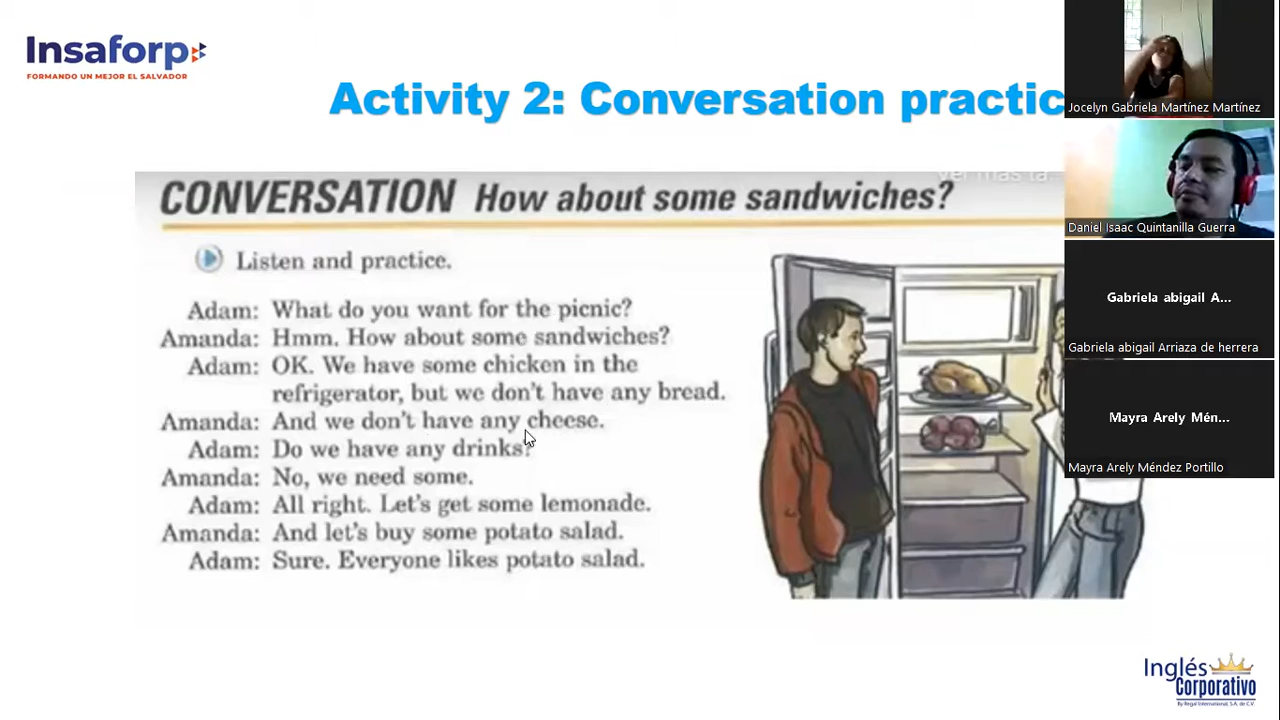 Insaforp
FORMANDO UN MEJOR EL SALVADOR
Activity 2: Conversation practic
CONVERSATION How about some sandwiches?
Listen and practice.
Adam: What do you want for the picnic?
Amanda: Hmm. How about some sandwiches?
Adam: OK. We have some chicken in the
refrigerator, but we don't have any bread.
Amanda: And we don't have any cheese.
Adam: Do we have any drinks?
Amanda: No, we need some.
Adam: All right. Let's get some lemonade.
Amanda: And let's buy some potato salad.
Adam: Sure. Everyone likes potato salad.
Jocelyn Gabriela Martínez Martínez
Daniel Isaac Quintanilla Guerra
Gabriela abigail A...
Gabriela abigail Arriaza de herrera
Mayra Arely Mén...
Mayra Arely Méndez Portillo
Inglés
Corporativo
By Regal International, S.A. de C.V.